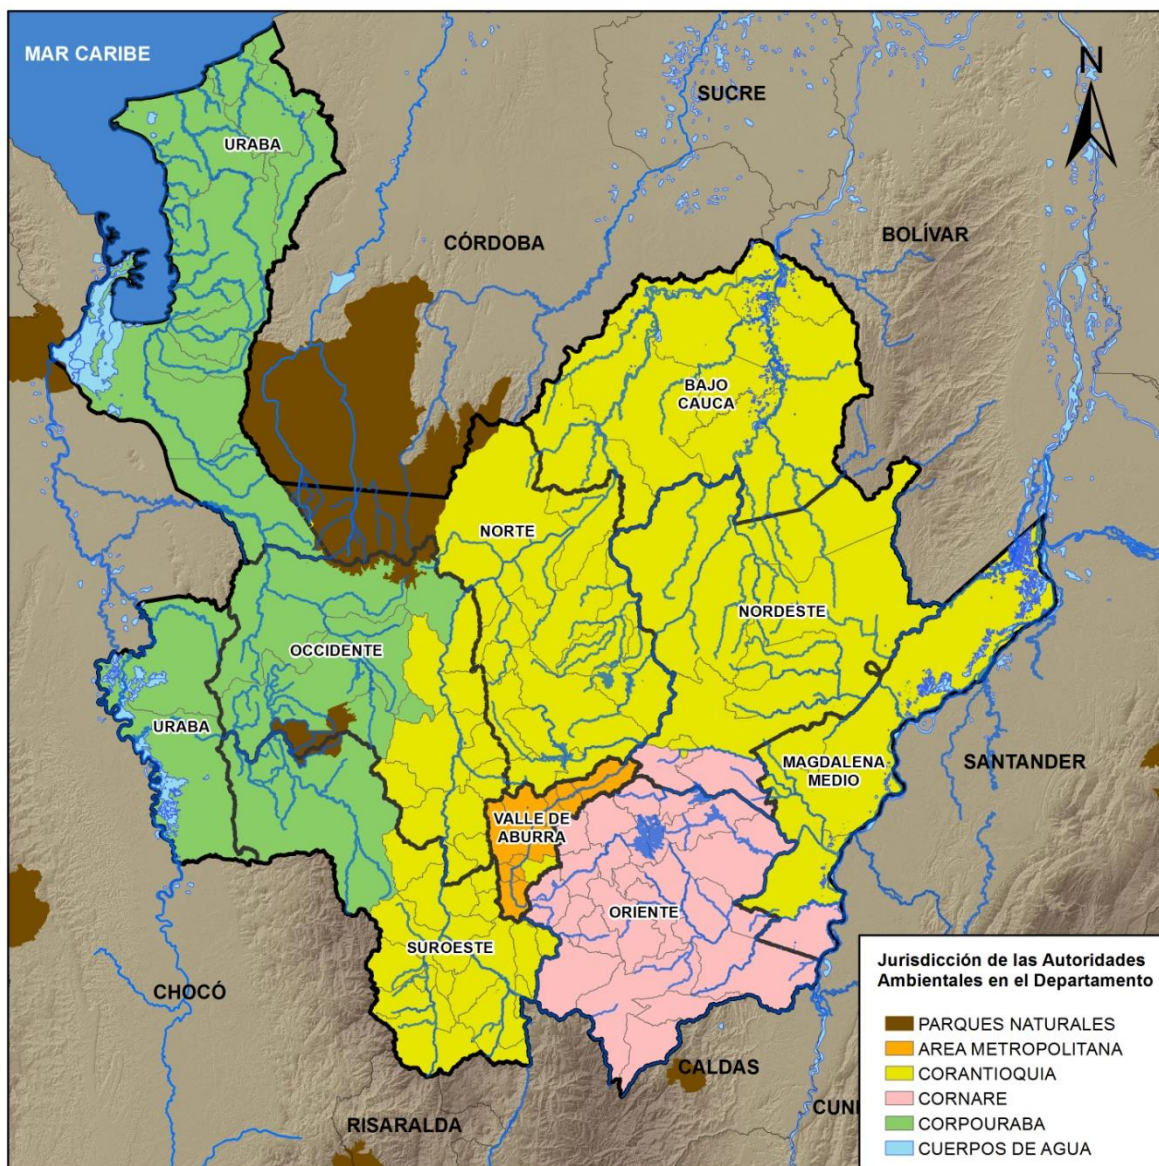 MAR CARIBE
N
SUCRE
URABA
CÓRDOBA
BOLÍVAR
BAJO
CAUCA
NORTE
NORDESTE
OCCIDENTE
URABA
MAGDALENA
MEDIO
SANTANDER
VALLE DE
ABURRA
ORIENTE
SUROESTE
CHOCÓ
CALDAS
RISARALDA
CUNI
Jurisdicción de las Autoridades
Ambientales en el Departamento
PARQUES NATURALES
AREA METROPOLITANA
CORANTIOQUIA
CORNARE
CORPOURABA
CUERPOS DE AGUA